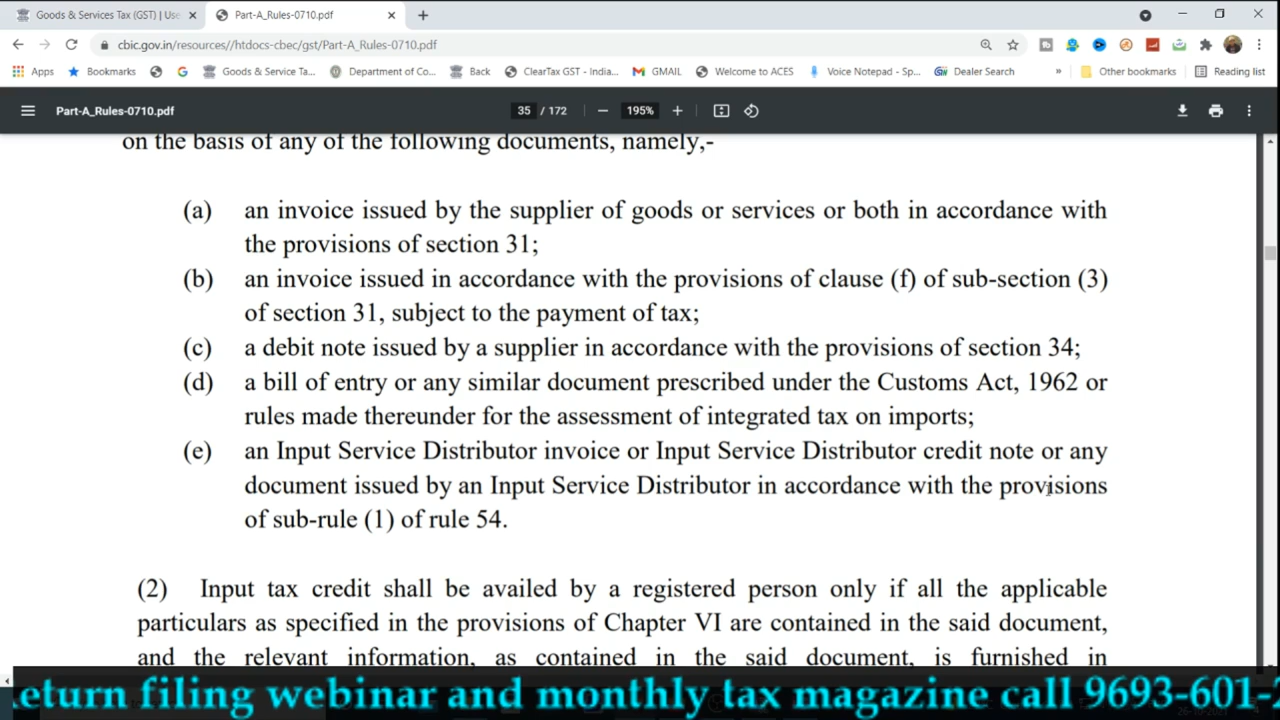 Goods & Services Tax (GST) | Use
Part-A_Rules-0710.pdf
cbic.gov.in/resources//htdocs-cbec/gst/Part-A_Rules-0710.pdf
Apps Bookmarks Goods & Service Ta... Department of Co... Back ClearTax GST - India... GMAIL Welcome to ACES Voice Notepad - Sp... Dealer Search » Other bookmarks Reading list
Part-A_Rules-0710.pdf 35 / 172 195%
on the basis of any of the following documents, namely,-
(a) an invoice issued by the supplier of goods or services or both in accordance with
the provisions of section 31;
(b) an invoice issued in accordance with the provisions of clause (f) of sub-section (3)
of section 31, subject to the payment of tax;
(c) a debit note issued by a supplier in accordance with the provisions of section 34;
(d) a bill of entry or any similar document prescribed under the Customs Act, 1962 or
rules made thereunder for the assessment of integrated tax on imports;
(e) an Input Service Distributor invoice or Input Service Distributor credit note or any
document issued by an Input Service Distributor in accordance with the provisions
of sub-rule (1) of rule 54.
(2) Input tax credit shall be availed by a registered person only if all the applicable
particulars as specified in the provisions of Chapter VI are contained in the said document,
and the relevant information, as contained in the said document, is furnished in
eturn filing webinar and monthly tax magazine call 9693-601-